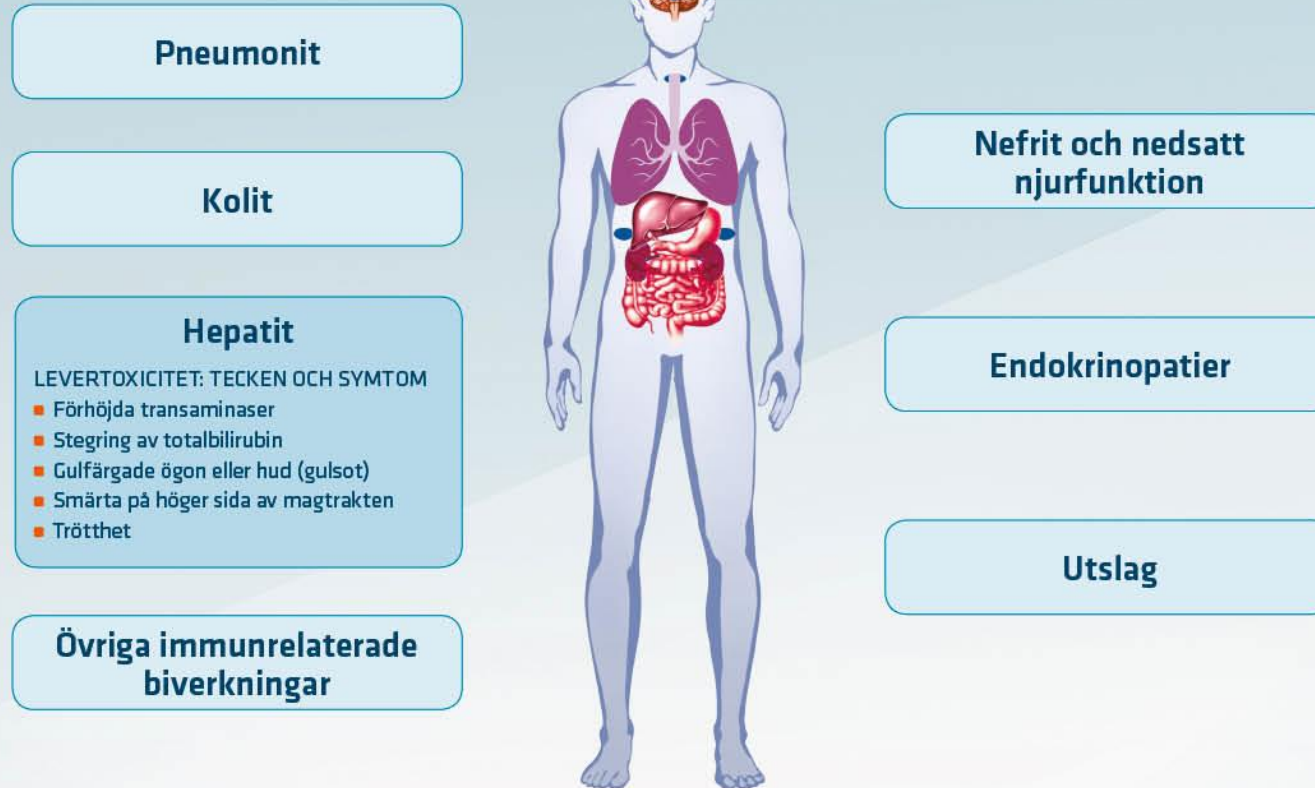 Pneumonit
Kolit
Hepatit
LEVERTOXICITET: TECKEN OCH SYMTOM
Förhöjda transaminaser
Stegring av totalbilirubin
Gulfärgade ögon eller hud (gulsot)
Smärta på höger sida av magtrakten
Trötthet
Övriga immunrelaterade
biverkningar
Nefrit och nedsatt
njurfunktion
Endokrinopatier
Utslag